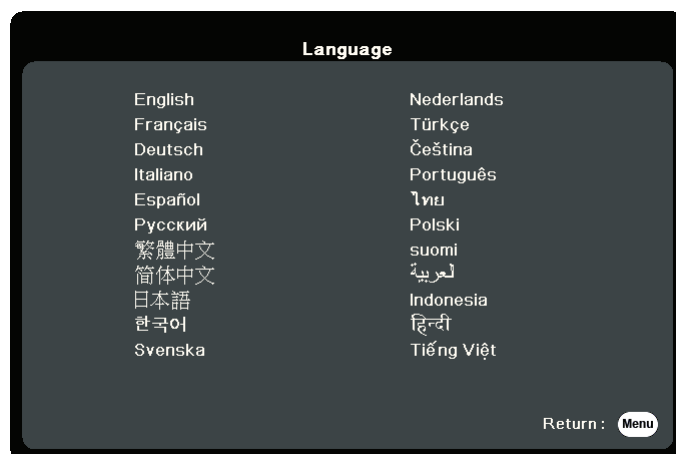 Language
English
Français
Deutsch
Italiano
Español
Русский
繁體中文
简体中文
日本語
한국어
Svenska
Nederlands
Türkçe
Čeština
Português
ไทย
Polski
suomi
لعربية
Indonesia
हिन्दी
Tiếng Việt
Return: Menu